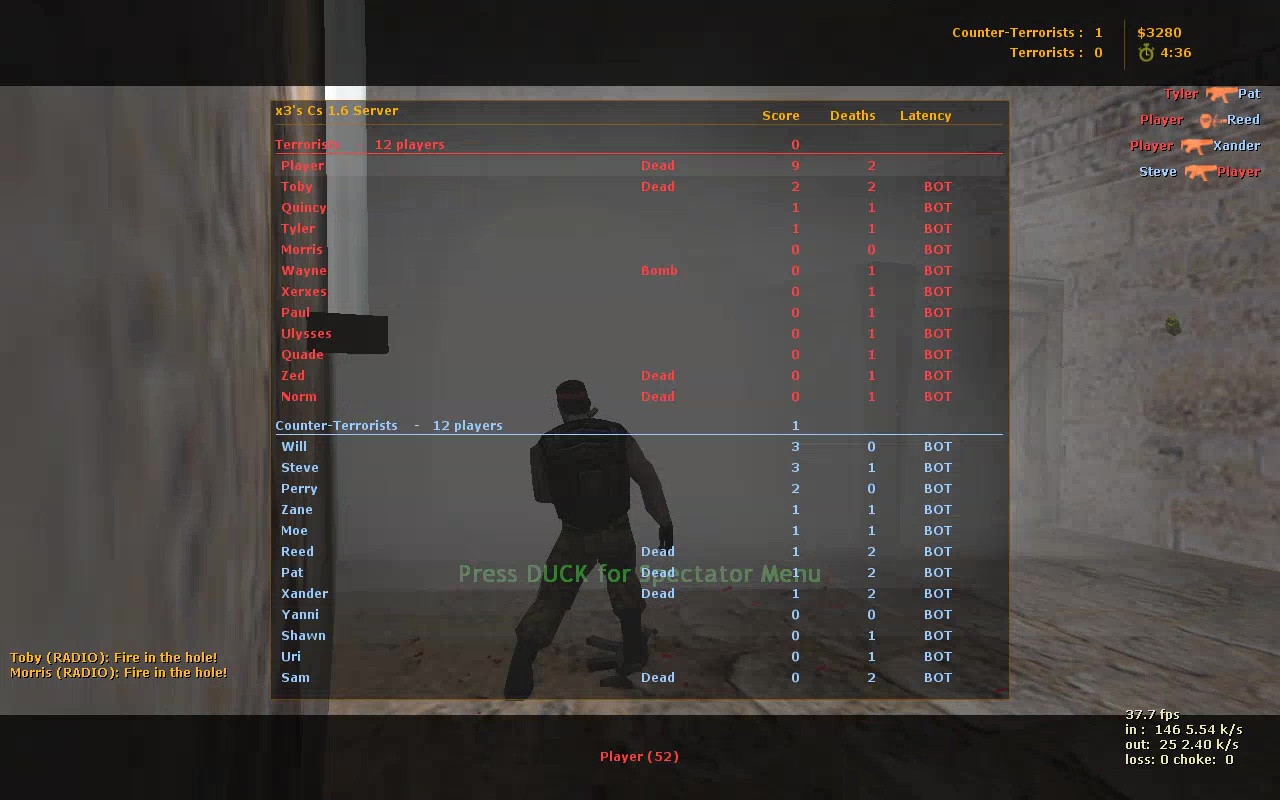 Counter-Terrorists : 1 $3280
Terrorists : 0 4:36
Tyler Pat
Player Reed
Player Xander
Steve Player
x3's Cs 1.6 Server
Score Deaths Latency
Terrorists 12 players 0
Player Dead 9 2
Toby Dead 2 2 BOT
Quincy 1 1 BOT
Tyler 1 1 BOT
Morris 0 0 BOT
Wayne Bomb 0 1 BOT
Xerxes 0 1 BOT
Paul 0 1 BOT
Ulysses 0 1 BOT
Quade 0 1 BOT
Zed Dead 0 1 BOT
Norm Dead 0 1 BOT
Counter-Terrorists - 12 players 1
Will 3 0 BOT
Steve 3 1 BOT
Perry 2 0 BOT
Zane 1 1 BOT
Moe 1 1 BOT
Reed Dead 1 2 BOT
Pat Dead 1 2 BOT
Xander Dead 1 2 BOT
Yanni 0 0 BOT
Shawn 0 1 BOT
Uri 0 1 BOT
Sam Dead 0 2 BOT
Press DUCK for Spectator Menu
Toby (RADIO): Fire in the hole!
Morris (RADIO): Fire in the hole!
Player (52)
37.7 fps
in : 146 5.54 k/s
out: 25 2.40 k/s
loss: 0 choke: 0